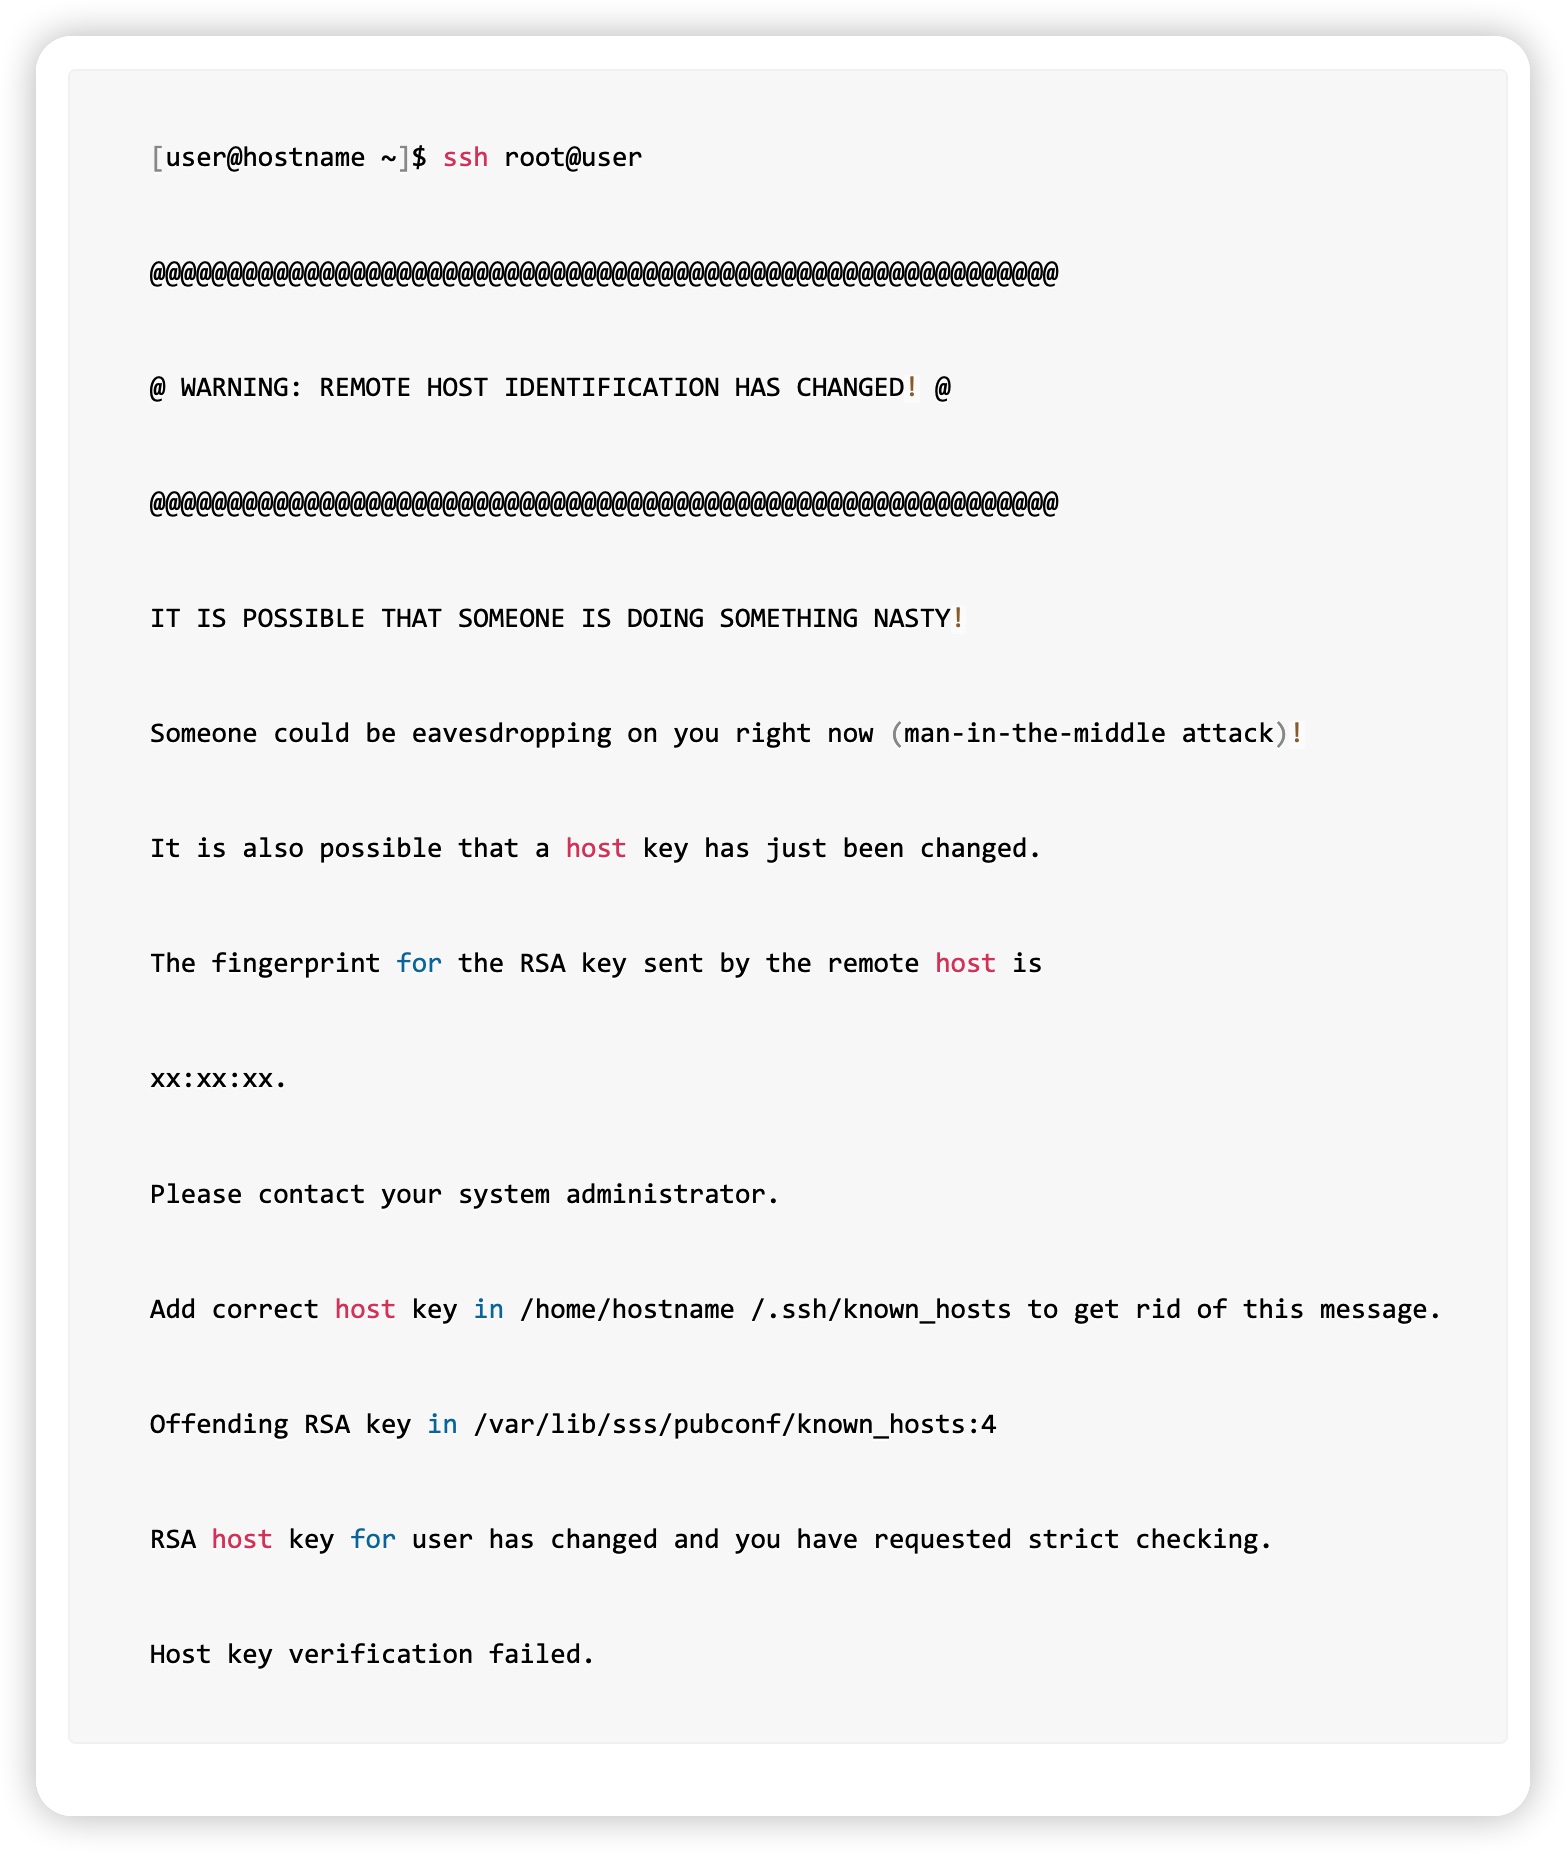 [user@hostname ~]$ ssh root@user
@@@@@@@@@@@@@@@@@@@@@@@@@@@@@@@@@@@@@@@@@@@@@@@@@@@@@@@@@@@
@ WARNING: REMOTE HOST IDENTIFICATION HAS CHANGED! @
@@@@@@@@@@@@@@@@@@@@@@@@@@@@@@@@@@@@@@@@@@@@@@@@@@@@@@@@@@@
IT IS POSSIBLE THAT SOMEONE IS DOING SOMETHING NASTY!
Someone could be eavesdropping on you right now (man-in-the-middle attack)!
It is also possible that a host key has just been changed.
The fingerprint for the RSA key sent by the remote host is
xx:xx:xx.
Please contact your system administrator.
Add correct host key in /home/hostname /.ssh/known_hosts to get rid of this message.
Offending RSA key in /var/lib/sss/pubconf/known_hosts:4
RSA host key for user has changed and you have requested strict checking.
Host key verification failed.